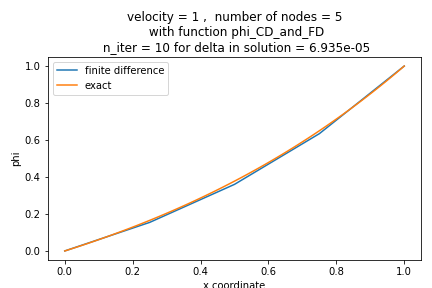 velocity = 1 ,  number of nodes = 5
with function phi_CD_and_FD
n_iter = 10 for delta in solution = 6.935e-05
finite difference
exact
phi
1.0
0.8
0.6
0.4
0.2
0.0
0.0 0.2 0.4 0.6 0.8 1.0
x coordinate